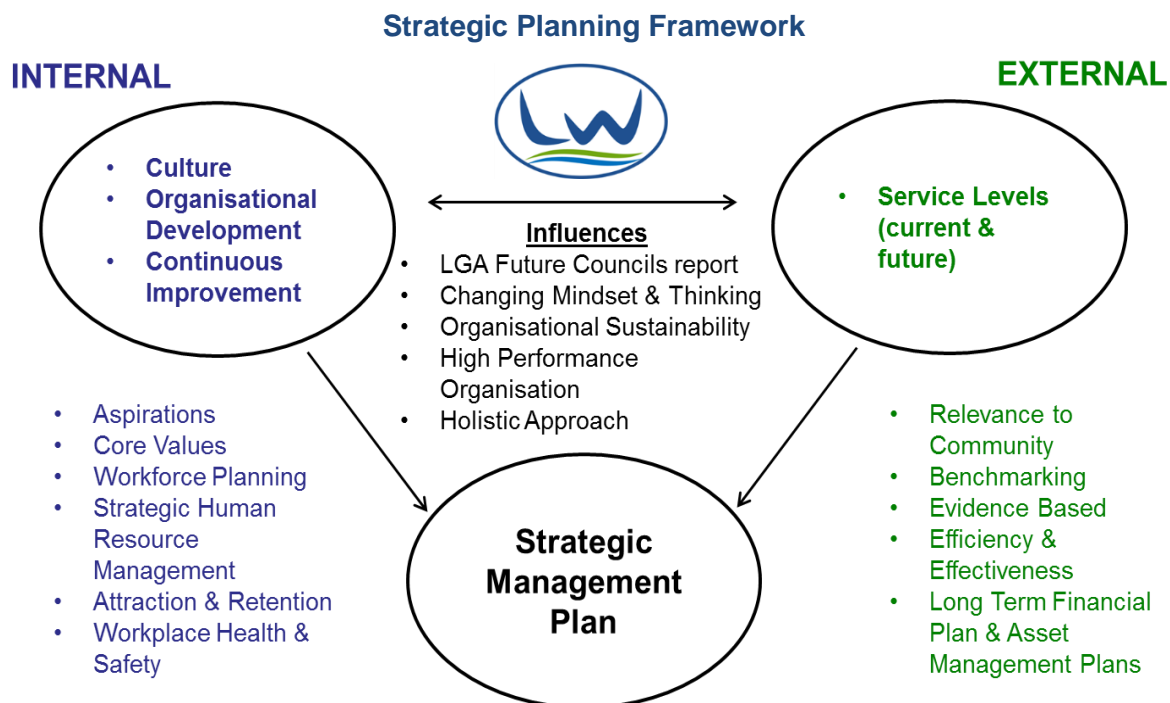 Strategic Planning Framework
INTERNAL
EXTERNAL
LW
• Culture
• Organisational
Development
• Continuous
Improvement
Influences
• LGA Future Councils report
• Changing Mindset & Thinking
• Organisational Sustainability
• High Performance
Organisation
• Holistic Approach
• Service Levels
(current &
future)
• Aspirations
• Core Values
• Workforce Planning
• Strategic Human
Resource
Management
• Attraction & Retention
• Workplace Health &
Safety
Strategic
Management
Plan
• Relevance to
Community
• Benchmarking
• Evidence Based
• Efficiency &
Effectiveness
• Long Term Financial
Plan & Asset
Management Plans